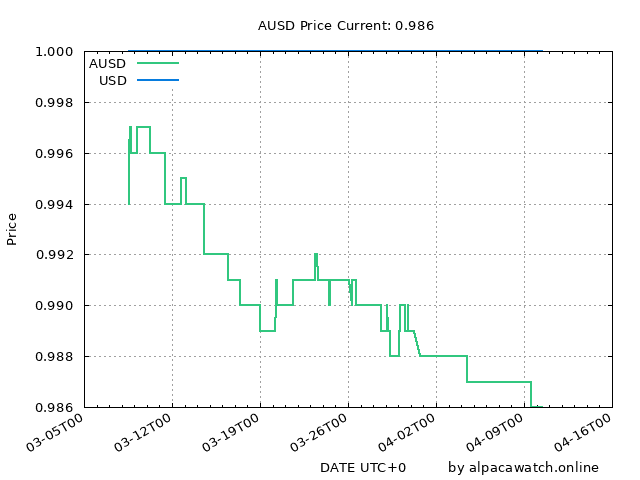 AUSD Price Current: 0.986
1.000
AUSD
USD
0.998
0.996
0.994
Price
0.992
0.990
0.988
0.986
03-05T00 03-12T00 03-19T00 03-26T00 04-02T00 04-09T00 04-16T00
DATE UTC+0 by alpacawatch.online